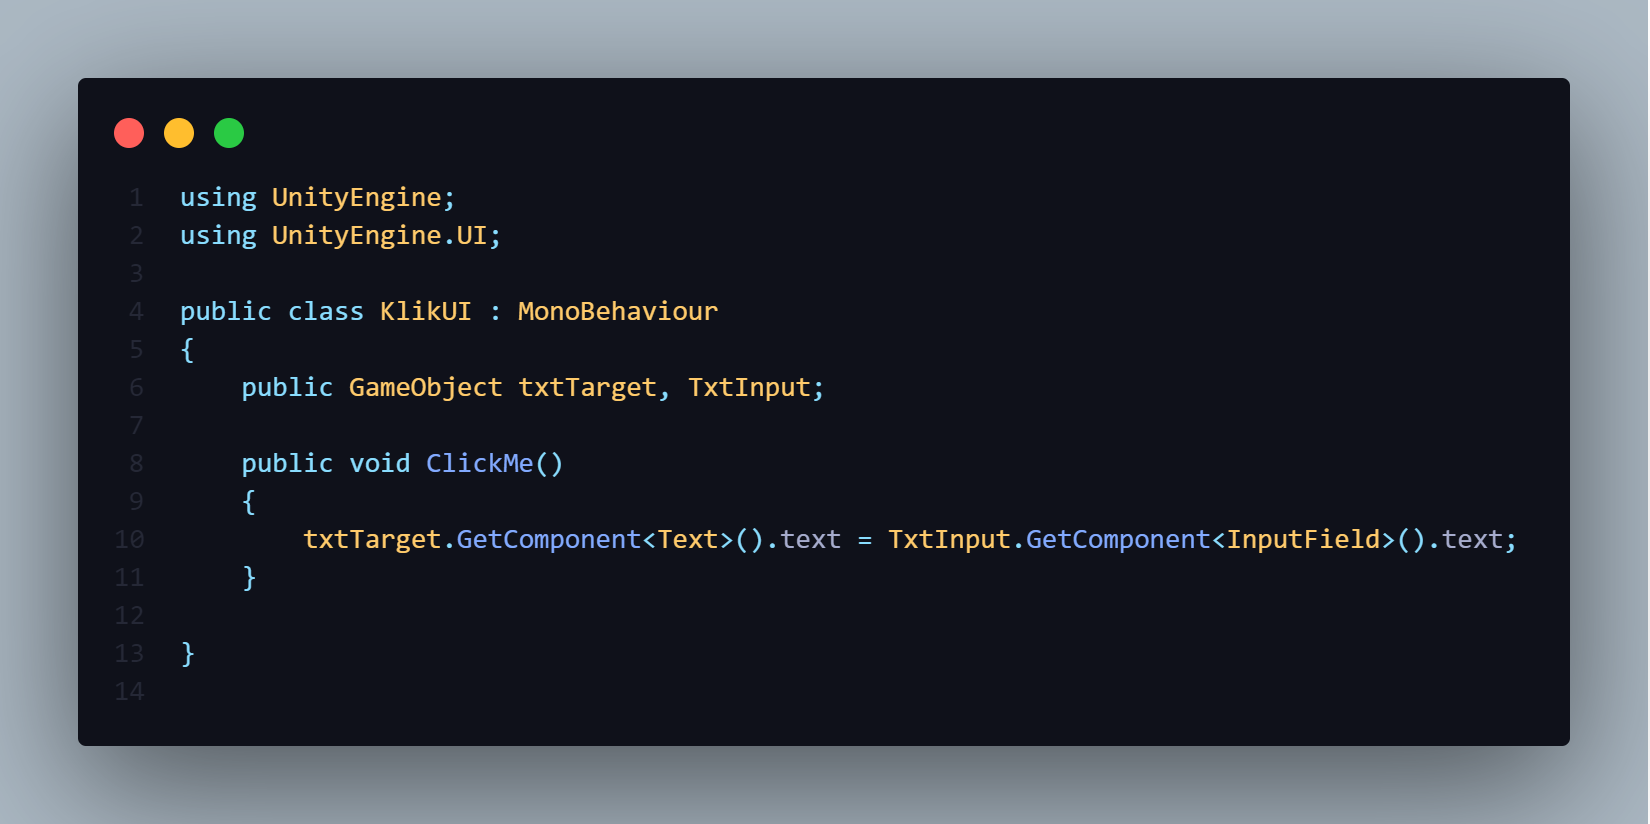 1 using UnityEngine;
2 using UnityEngine.UI;
3
4 public class KlikUI : MonoBehaviour
5 {
6     public GameObject txtTarget, TxtInput;
7
8     public void ClickMe()
9     {
10         txtTarget.GetComponent<Text>().text = TxtInput.GetComponent<InputField>().text;
11     }
12
13 }
14